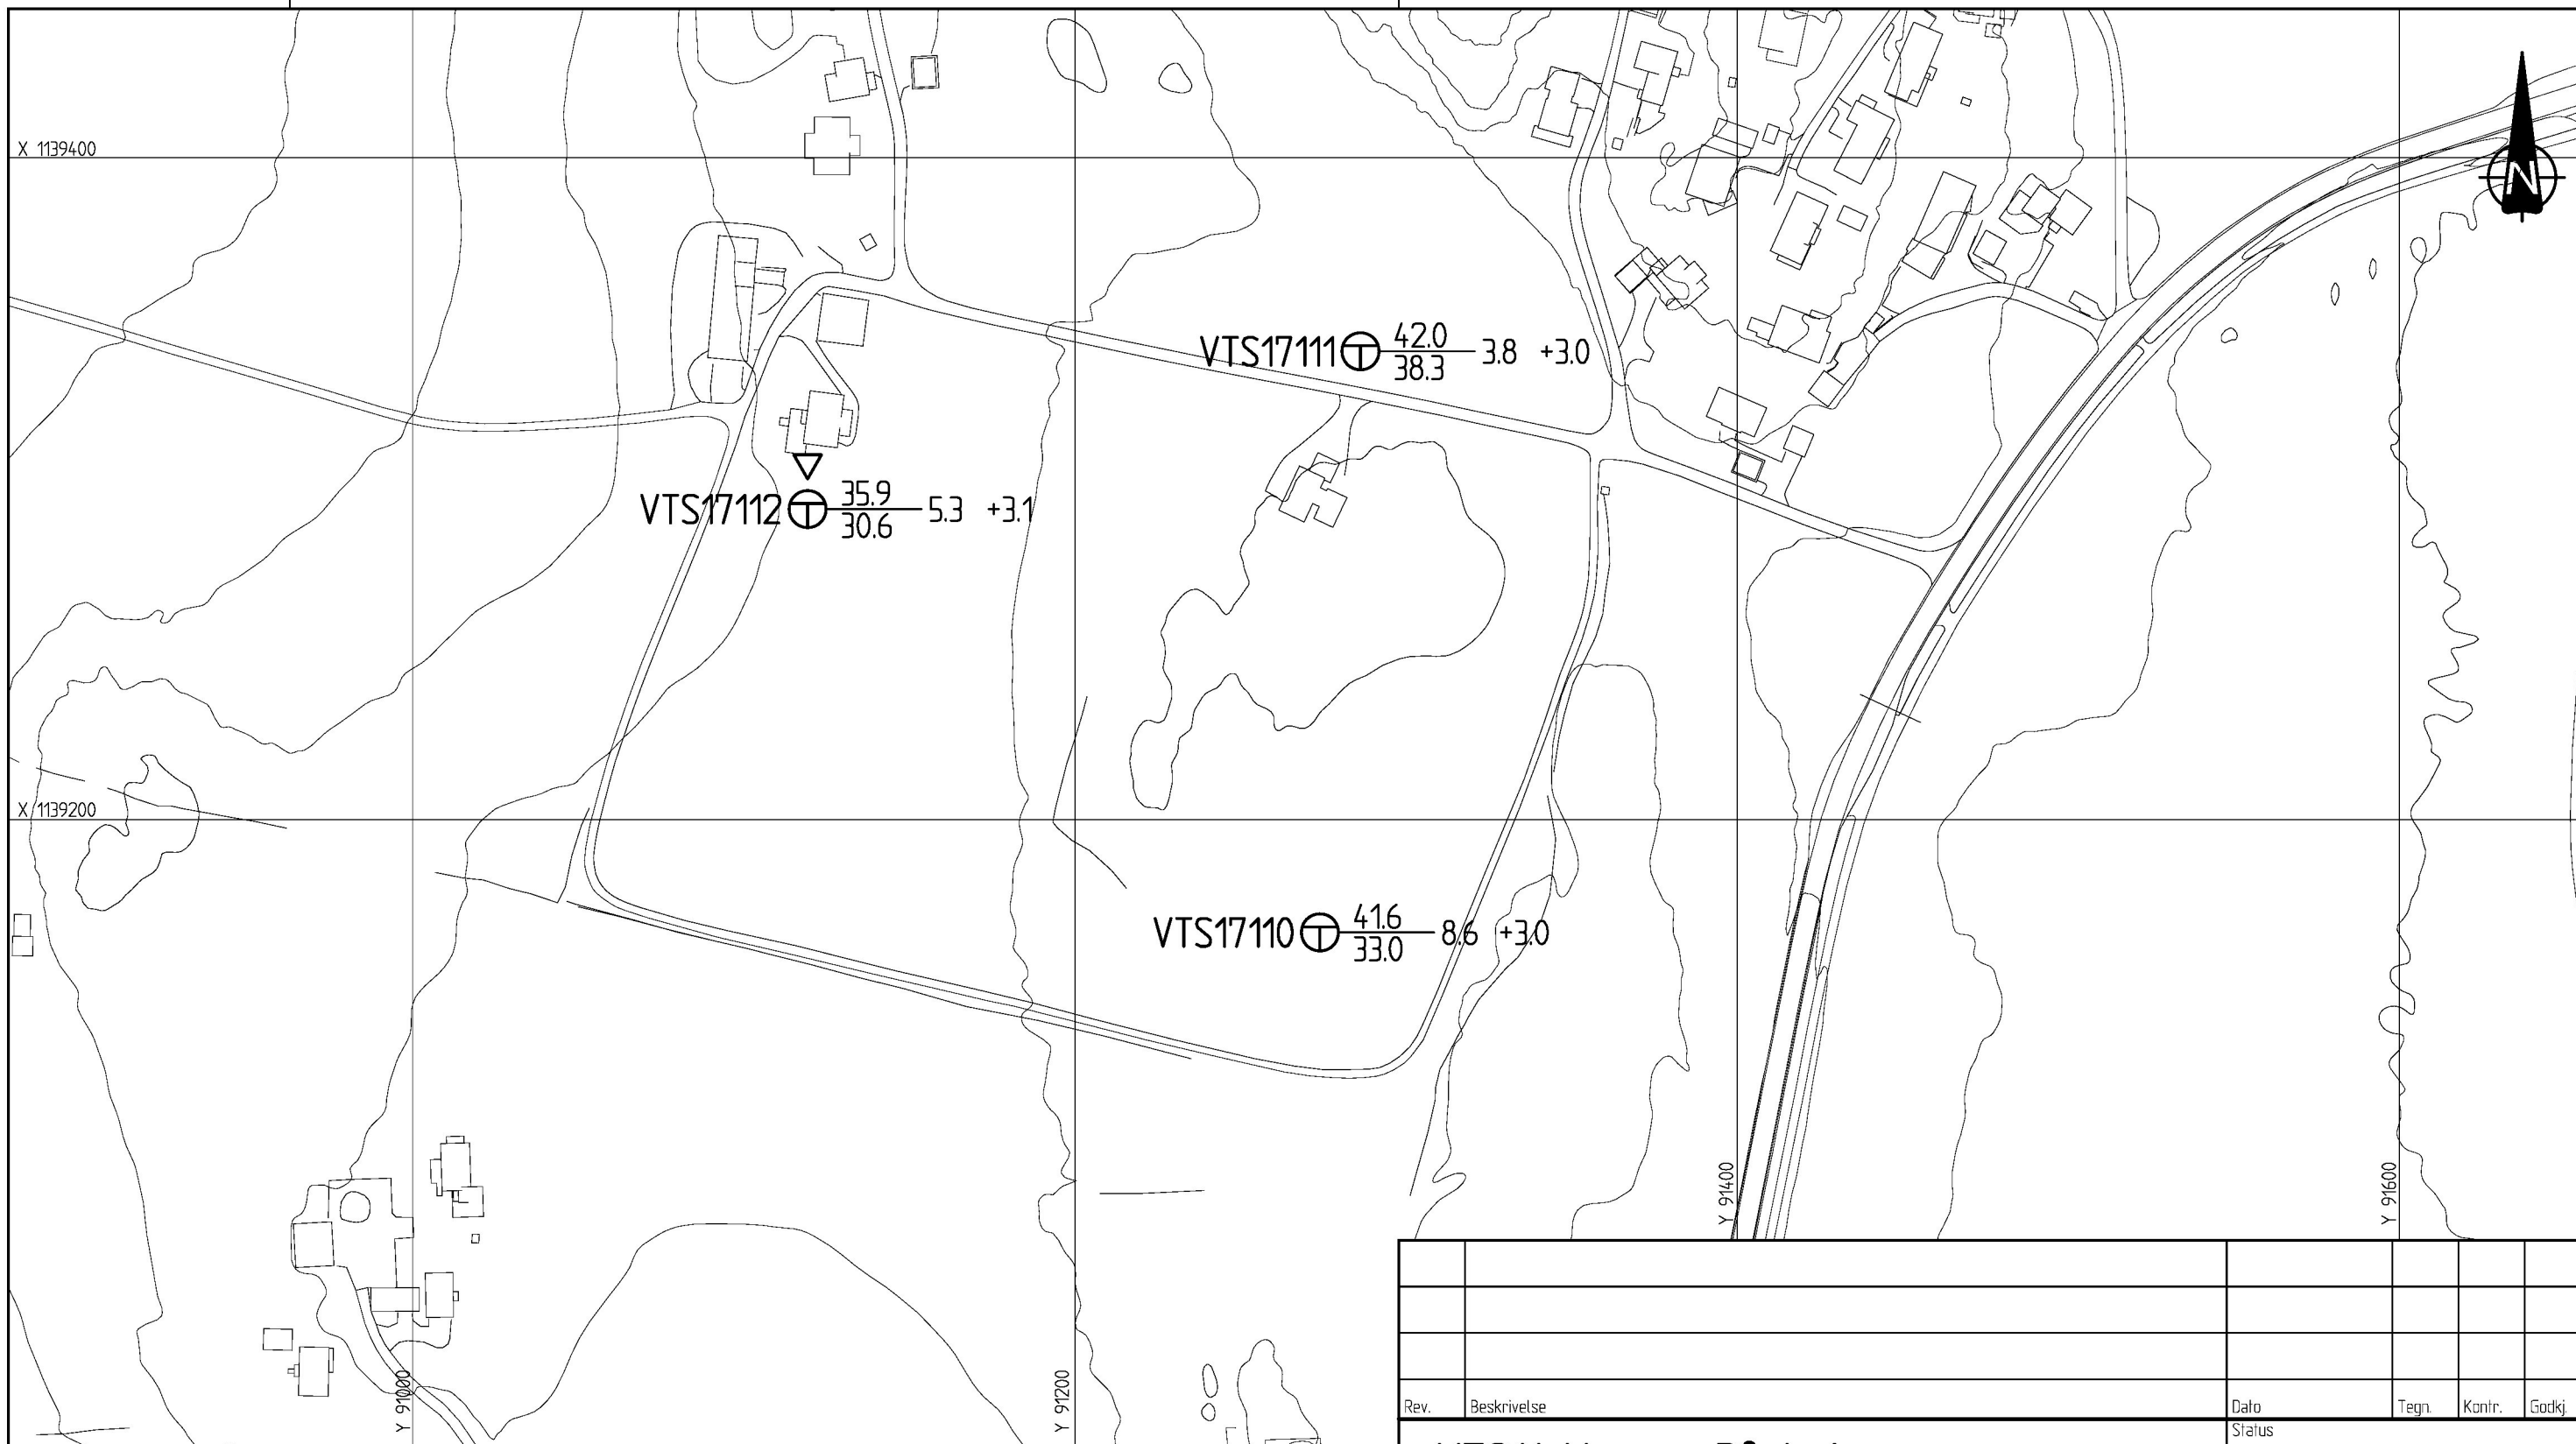 X 1139400
N
VTS17111 42.0 3.8 +3.0
38.3
VTS17112 35.9 5.3 +3.1
30.6
X 1139200
VTS17110 41.6 8.6 +3.0
33.0
Y 91400
Y 91600
Y 91000
Y 91200
Rev. Beskrivelse Dato Tegn. Kontr. Godkj.
Status